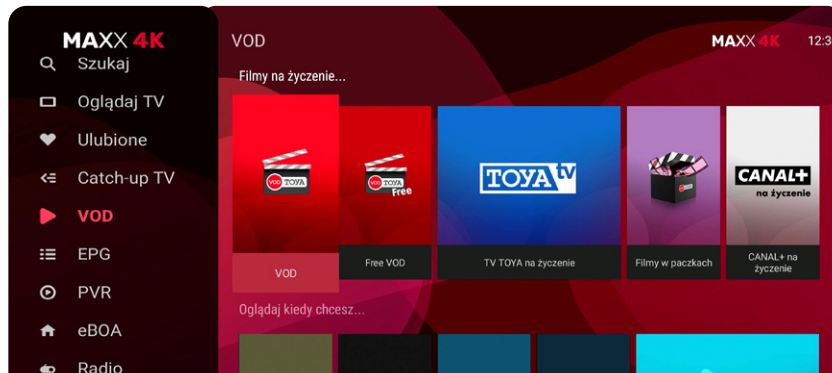 MAXX 4K
Szukaj
Oglądaj TV
Ulubione
Catch-up TV
VOD
EPG
PVR
eBOA
Radio
VOD
MAXX 4K
12:3
Filmy na życzenie...
VOD TOYA
VOD
VOD TOYA
Free
Free VOD
TOYA tv
TV TOYA na życzenie
Filmy w paczkach
CANAL+
na życzenie
CANAL+ na
życzenie
Oglądaj kiedy chcesz...